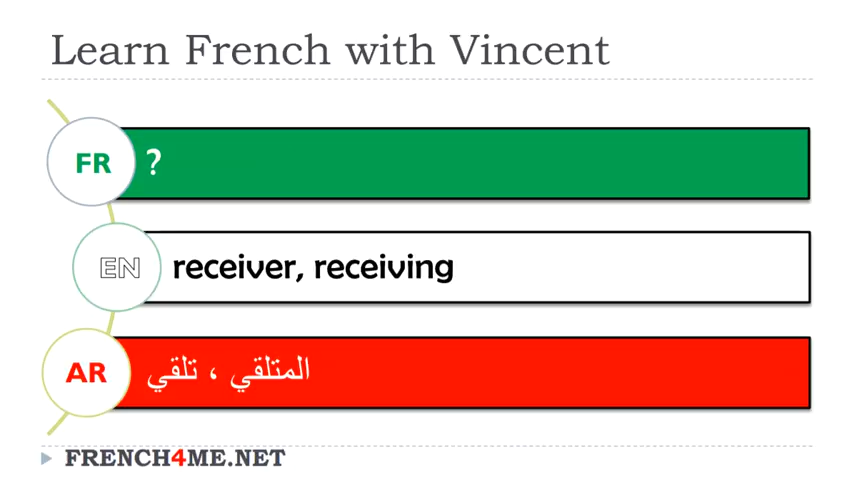 Learn French with Vincent
FR ?
EN receiver, receiving
AR المتلقي ، تلقي
FRENCH4ME.NET